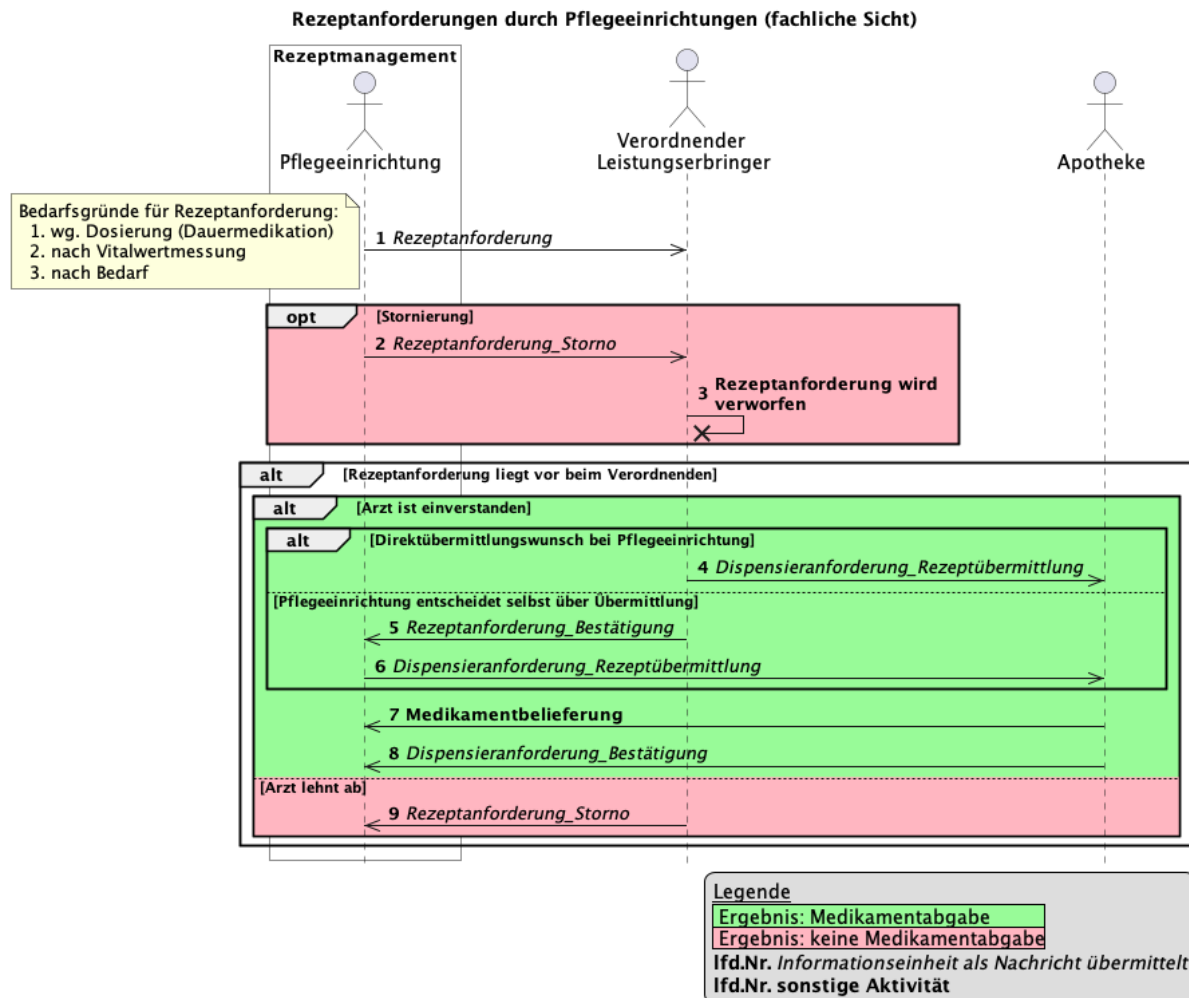 Rezeptanforderungen durch Pflegeeinrichtungen (fachliche Sicht)
Rezeptmanagement
Pflegeeinrichtung
Verordnender
Leistungserbringer
Apotheke
Bedarfsgründe für Rezeptanforderung:
1. wg. Dosierung (Dauermedikation)
2. nach Vitalwertmessung
3. nach Bedarf
1 Rezeptanforderung
opt [Stornierung]
2 Rezeptanforderung_Storno
3 Rezeptanforderung wird
verworfen
alt [Rezeptanforderung liegt vor beim Verordnenden]
alt [Arzt ist einverstanden]
alt [Direktübermittlungswunsch bei Pflegeeinrichtung]
4 Dispensieranforderung_Rezeptübermittlung
[Pflegeeinrichtung entscheidet selbst über Übermittlung]
5 Rezeptanforderung_Bestätigung
6 Dispensieranforderung_Rezeptübermittlung
7 Medikamentbelieferung
8 Dispensieranforderung_Bestätigung
[Arzt lehnt ab]
9 Rezeptanforderung_Storno
Legende
Ergebnis: Medikamentabgabe
Ergebnis: keine Medikamentabgabe
lfd.Nr. Informationseinheit als Nachricht übermittelt
lfd.Nr. sonstige Aktivität